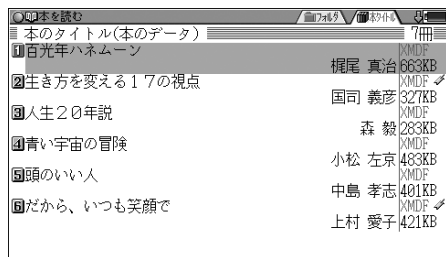 本を読む フォルダ 本タイトル
本のタイトル(本のデータ) 7冊
1百光年ハネムーン XMDF
梶尾 真治 663KB
2生き方を変える17の視点 XMDF
国司 義彦 327KB
3人生20年説 XMDF
森 毅 283KB
4青い宇宙の冒険 XMDF
小松 左京 483KB
5頭のいい人 XMDF
中島 孝志 401KB
6だから、いつも笑顔で XMDF
上村 愛子 421KB